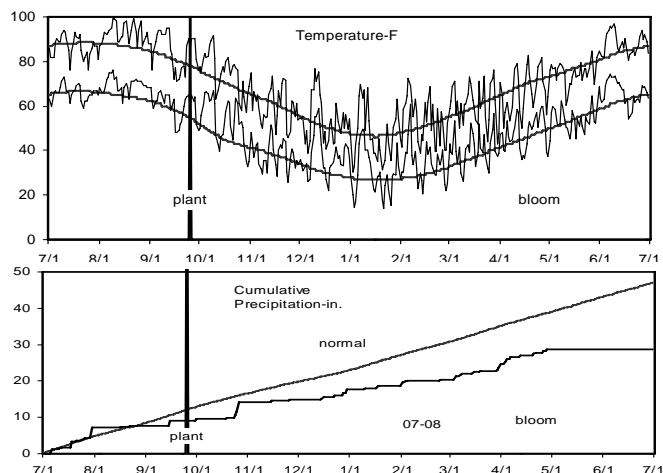 100
Temperature-F
80
60
40
20
plant
bloom
0
7/1 8/1 9/1 10/1 11/1 12/1 1/1 2/1 3/1 4/1 5/1 6/1 7/1
50
Cumulative
Precipitation-in.
40
normal
30
20
10
07-08
bloom
plant
0
7/1 8/1 9/1 10/1 11/1 12/1 1/1 2/1 3/1 4/1 5/1 6/1 7/1